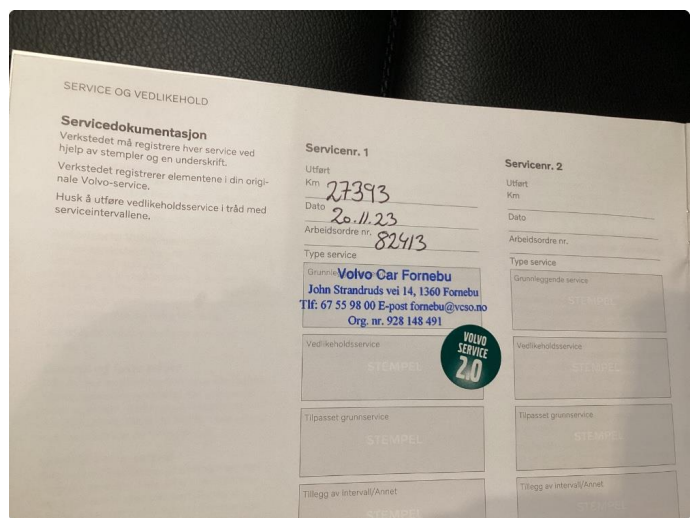 SERVICE OG VEDLIKEHOLD
Servicedokumentasjon
Verkstedet må registrere hver service ved
hjelp av stempler og en underskrift.
Verkstedet registrerer elementene i din origi-
nale Volvo-service.
Husk å utføre vedlikeholdsservice i tråd med
serviceintervallene.
Servicenr. 1
Utført
Km 27393
Dato 20.11.23
Arbeidsordre nr. 82413
Type service
Volvo Car Fornebu
John Strandruds vei 14, 1360 Fornebu
Tlf: 67 55 98 00 E-post fornebu@vcso.no
Org. nr. 928 148 491
Vedlikeholdsservice
STEMPEL
VOLVO
SERVICE
2.0
Tilpasset grunnservice
STEMPEL
Tillegg av intervall/Annet
STEMPEL
Servicenr. 2
Utført
Km
Dato
Arbeidsordre nr.
Type service
Grunnleggende service
STEMPEL
Vedlikeholdsservice
STEMPEL
Tilpasset grunnservice
STEMPEL
Tillegg av intervall/Annet
STEMPEL